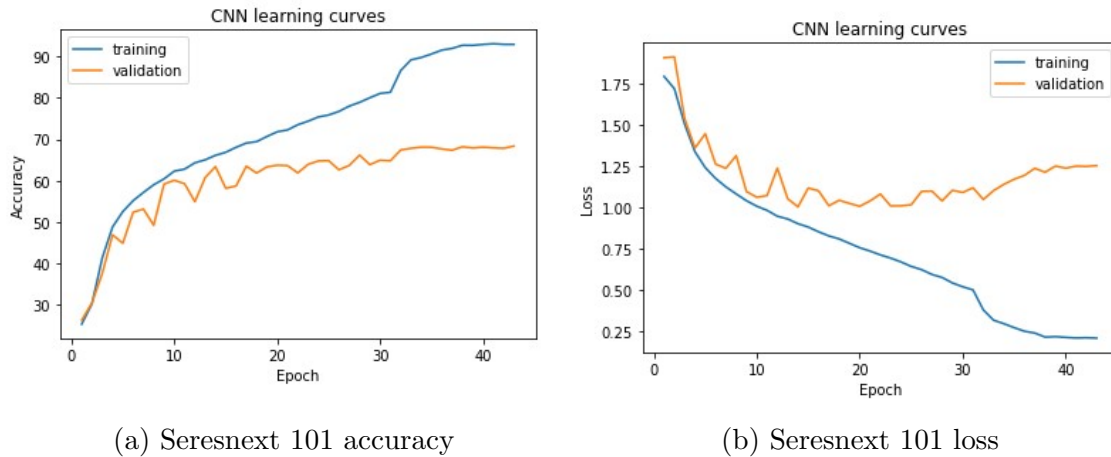 CNN learning curves
training
validation
90
80
70
60
50
40
30
Accuracy
0
10
20
30
40
Epoch
(a) Seresnext 101 accuracy
CNN learning curves
training
validation
1.75
1.50
1.25
1.00
0.75
0.50
0.25
Loss
0
10
20
30
40
Epoch
(b) Seresnext 101 loss